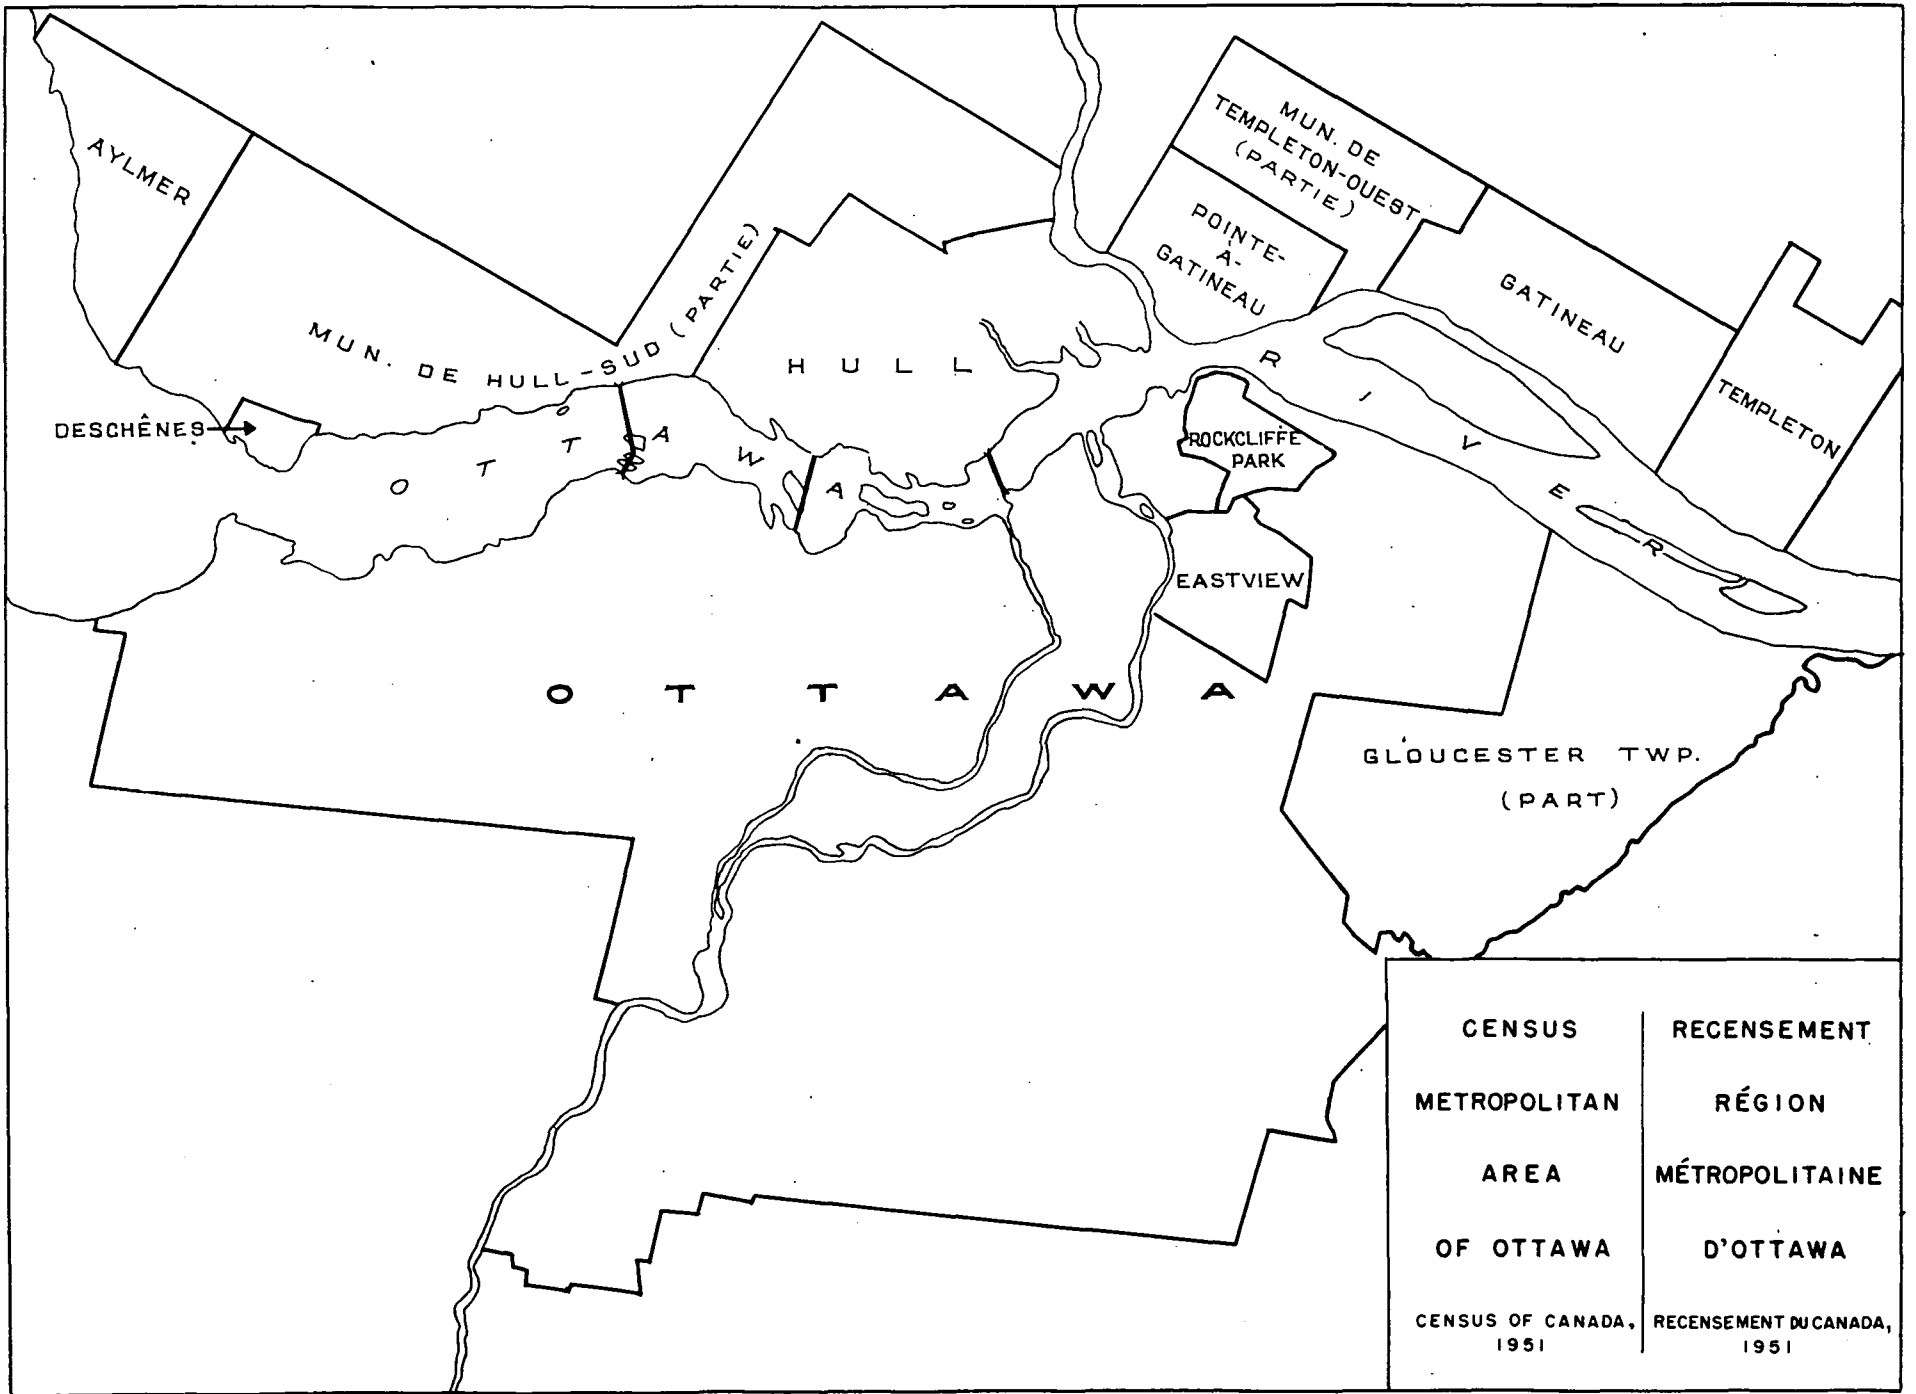 AYLMER
MUN. DE HULL-SUD (PARTIE)
DESCHÊNES
HULL
MUN. DE
TEMPLETON-OUEST
(PARTIE)
POINTE-
À-
GATINEAU
GATINEAU
TEMPLETON
OTTAWA RIVER
ROCKCLIFFE
PARK
EASTVIEW
OTTAWA
GLOUCESTER TWP.
(PART)
CENSUS
METROPOLITAN
AREA
OF OTTAWA
CENSUS OF CANADA,
1951
RECENSEMENT
RÉGION
MÉTROPOLITAINE
D'OTTAWA
RECENSEMENT DU CANADA,
1951